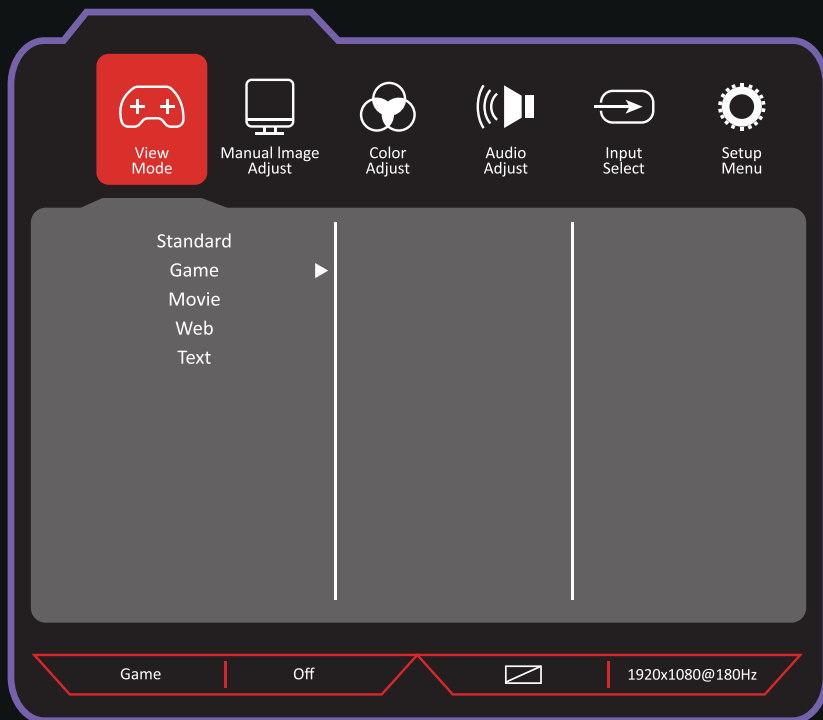 View
Mode
Manual Image
Adjust
Color
Adjust
Audio
Adjust
Input
Select
Setup
Menu
Standard
Game
Movie
Web
Text
Game
Off
1920x1080@180Hz